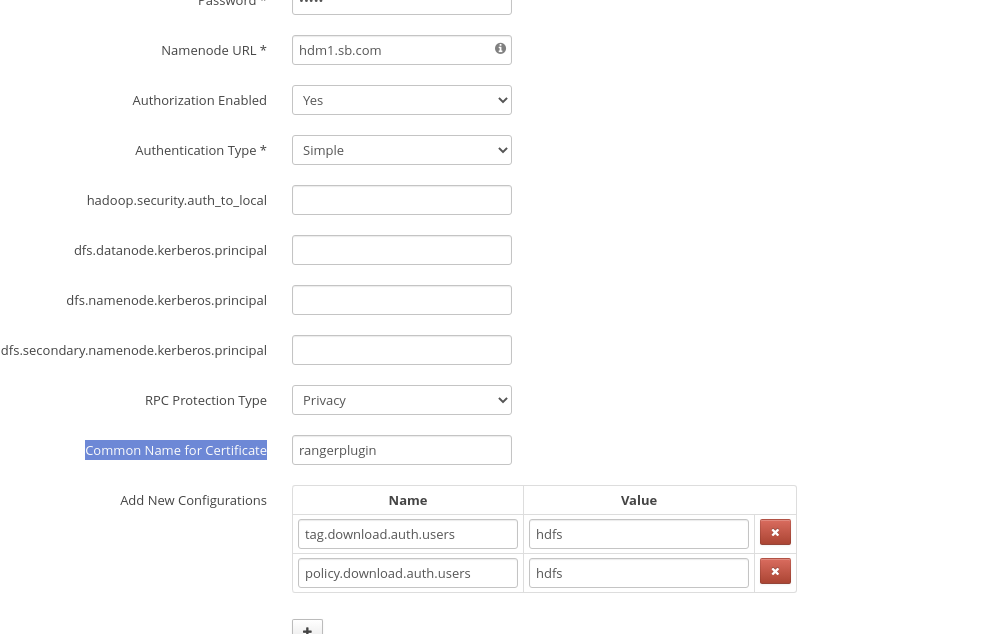 Password * •••••
Namenode URL * hdm1.sb.com
Authorization Enabled Yes
Authentication Type * Simple
hadoop.security.auth_to_local
dfs.datanode.kerberos.principal
dfs.namenode.kerberos.principal
dfs.secondary.namenode.kerberos.principal
RPC Protection Type Privacy
Common Name for Certificate rangerplugin
Add New Configurations Name Value
tag.download.auth.users hdfs
policy.download.auth.users hdfs